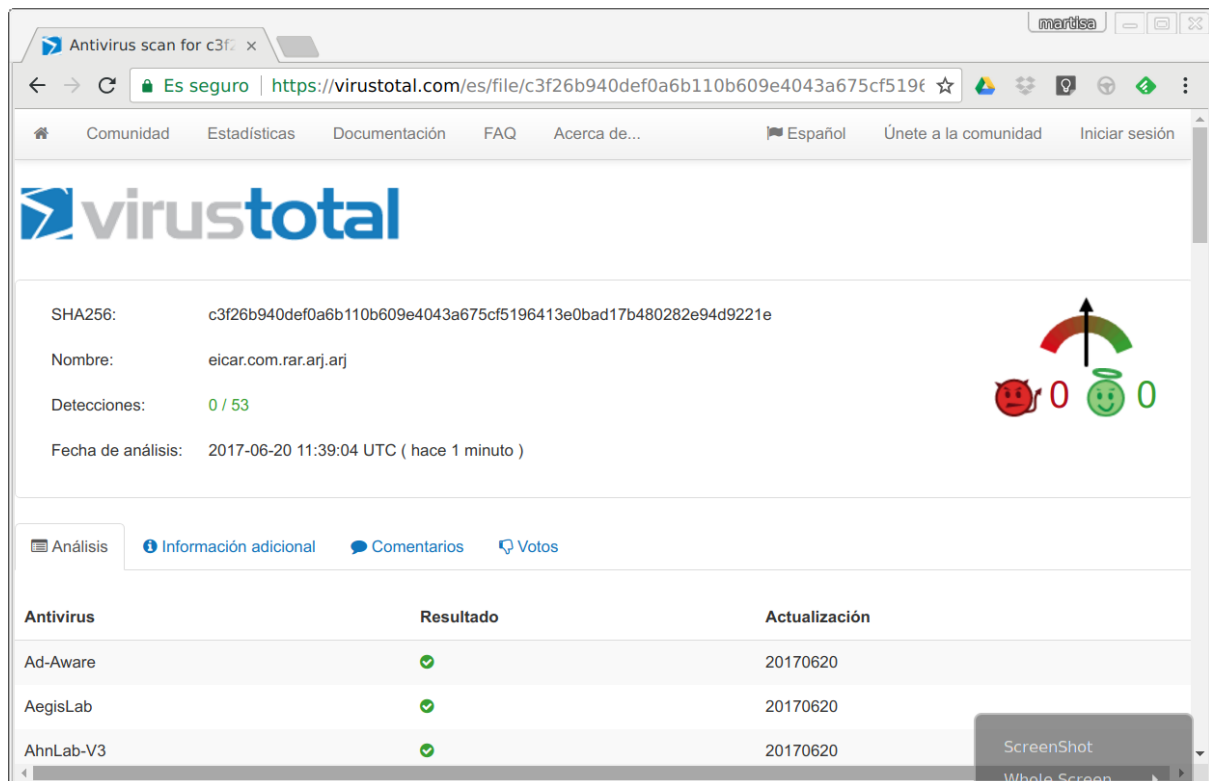 martisa
Antivirus scan for c3f2
Es seguro https://virustotal.com/es/file/c3f26b940def0a6b110b609e4043a675cf5196
Comunidad Estadísticas Documentación FAQ Acerca de... Español Únete a la comunidad Iniciar sesión
virustotal
SHA256: c3f26b940def0a6b110b609e4043a675cf5196413e0bad17b480282e94d9221e
Nombre: eicar.com.rar.arj.arj
Detecciones: 0 / 53
0 0
Fecha de análisis: 2017-06-20 11:39:04 UTC ( hace 1 minuto )
Análisis Información adicional Comentarios Votos
Antivirus Resultado Actualización
Ad-Aware 20170620
AegisLab 20170620
AhnLab-V3 20170620
ScreenShot
Whole Screen